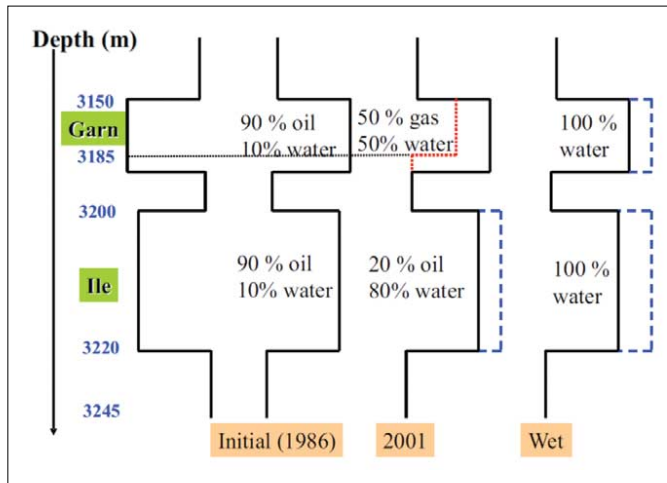 Depth (m)
3150
Garn
3185
3200
Ile
3220
3245
90 % oil
10% water
50 % gas
50% water
100 %
water
90 % oil
10% water
20 % oil
80% water
100 %
water
Initial (1986)
2001
Wet